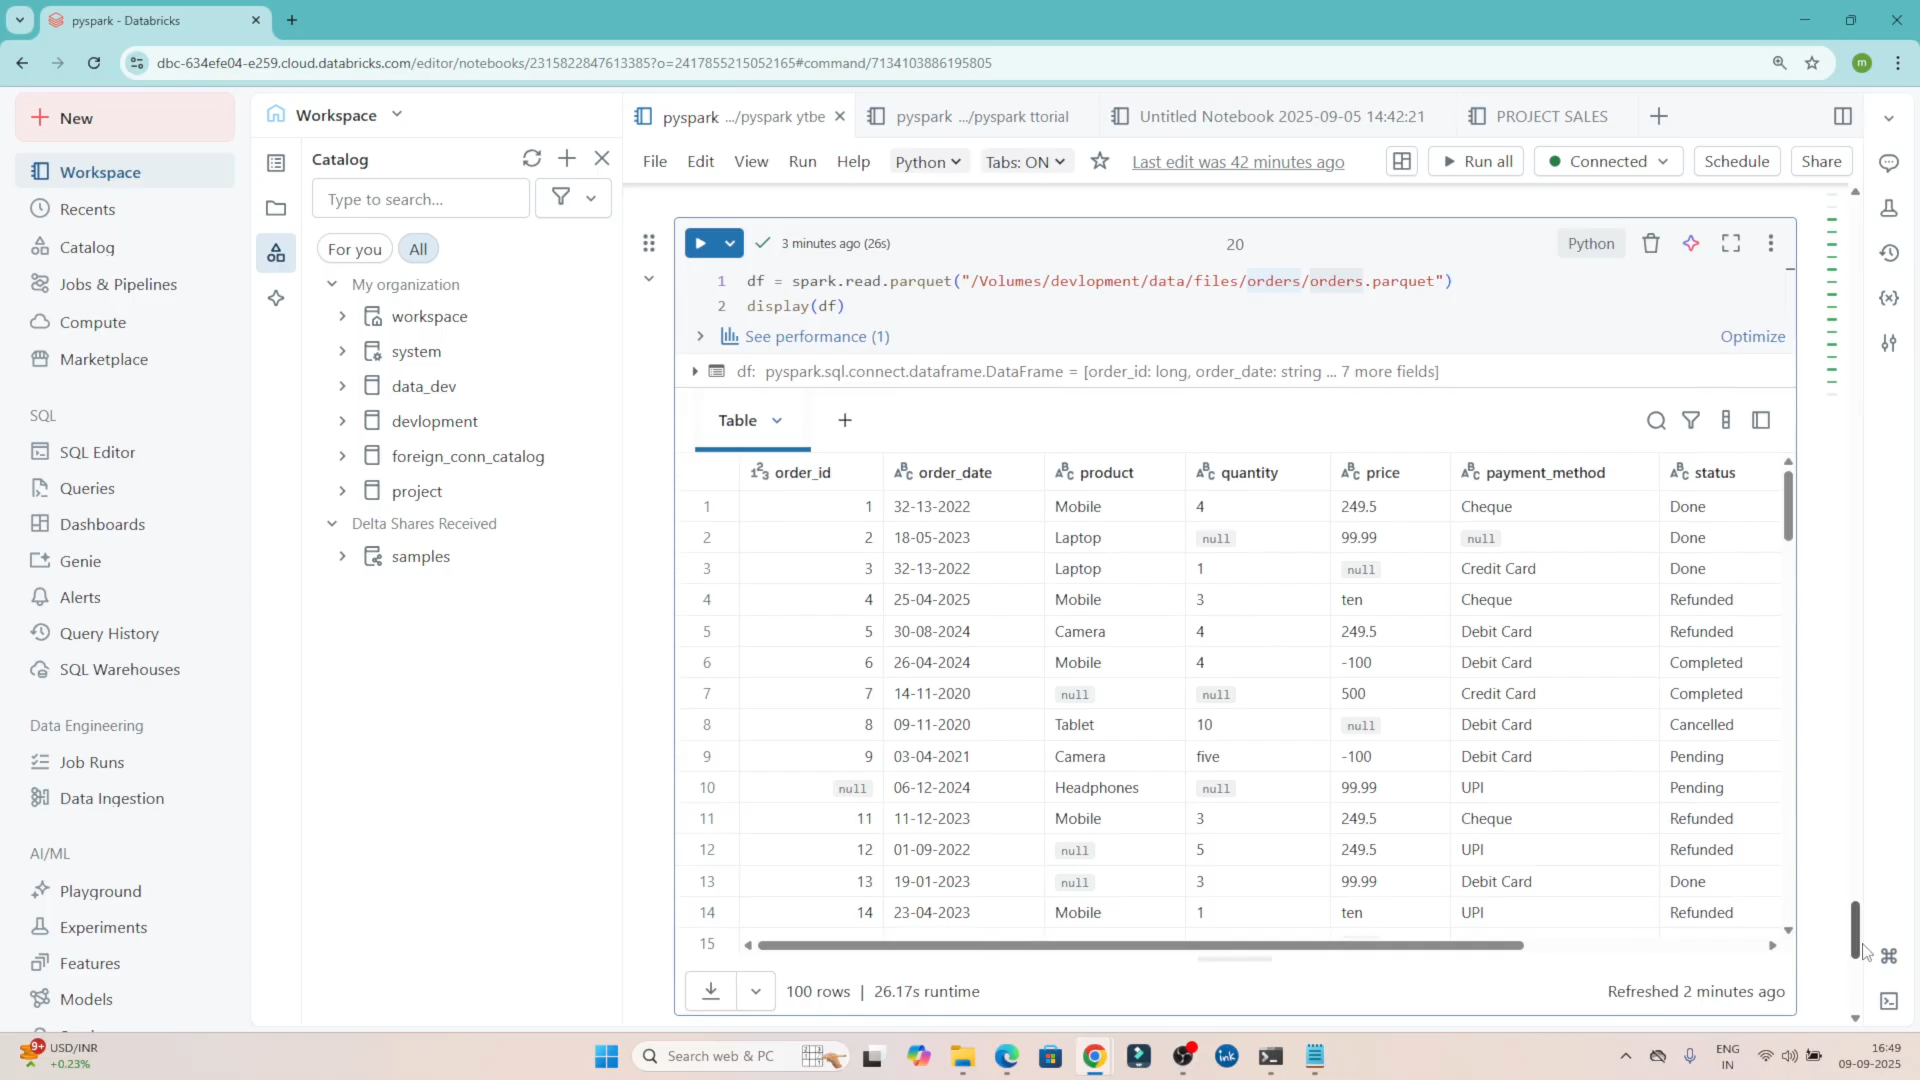 pyspark - Databricks
dbc-634efe04-e259.cloud.databricks.com/editor/notebooks/2315822847613385?o=2417855215052165#command/7134103886195805
m
New
Workspace
Recents
Catalog
Jobs & Pipelines
Compute
Marketplace
SQL
SQL Editor
Queries
Dashboards
Genie
Alerts
Query History
SQL Warehouses
Data Engineering
Job Runs
Data Ingestion
AI/ML
Playground
Experiments
Features
Models
Workspace
Catalog
Type to search...
For you All
My organization
workspace
system
data_dev
devlopment
foreign_conn_catalog
project
Delta Shares Received
samples
pyspark .../pyspark ytbe
pyspark .../pyspark ttorial
Untitled Notebook 2025-09-05 14:42:21
PROJECT SALES
File Edit View Run Help Python Tabs: ON Last edit was 42 minutes ago Run all Connected Schedule Share
3 minutes ago (26s) 20 Python
1 df = spark.read.parquet("/Volumes/devlopment/data/files/orders/orders.parquet")
2 display(df)
See performance (1) Optimize
df: pyspark.sql.connect.dataframe.DataFrame = [order_id: long, order_date: string ... 7 more fields]
Table
order_id order_date product quantity price payment_method status
1 1 32-13-2022 Mobile 4 249.5 Cheque Done
2 2 18-05-2023 Laptop null 99.99 null Done
3 3 32-13-2022 Laptop 1 null Credit Card Done
4 4 25-04-2025 Mobile 3 ten Cheque Refunded
5 5 30-08-2024 Camera 4 249.5 Debit Card Refunded
6 6 26-04-2024 Mobile 4 -100 Debit Card Completed
7 7 14-11-2020 null null 500 Credit Card Completed
8 8 09-11-2020 Tablet 10 null Debit Card Cancelled
9 9 03-04-2021 Camera five -100 Debit Card Pending
10 null 06-12-2024 Headphones null 99.99 UPI Pending
11 11 11-12-2023 Mobile 3 249.5 Cheque Refunded
12 12 01-09-2022 null 5 249.5 UPI Refunded
13 13 19-01-2023 null 3 99.99 Debit Card Done
14 14 23-04-2023 Mobile 1 ten UPI Refunded
15
100 rows | 26.17s runtime Refreshed 2 minutes ago
9+ USD/INR
+0.23%
Search web & PC
ink
ENG
IN
16:49
09-09-2025